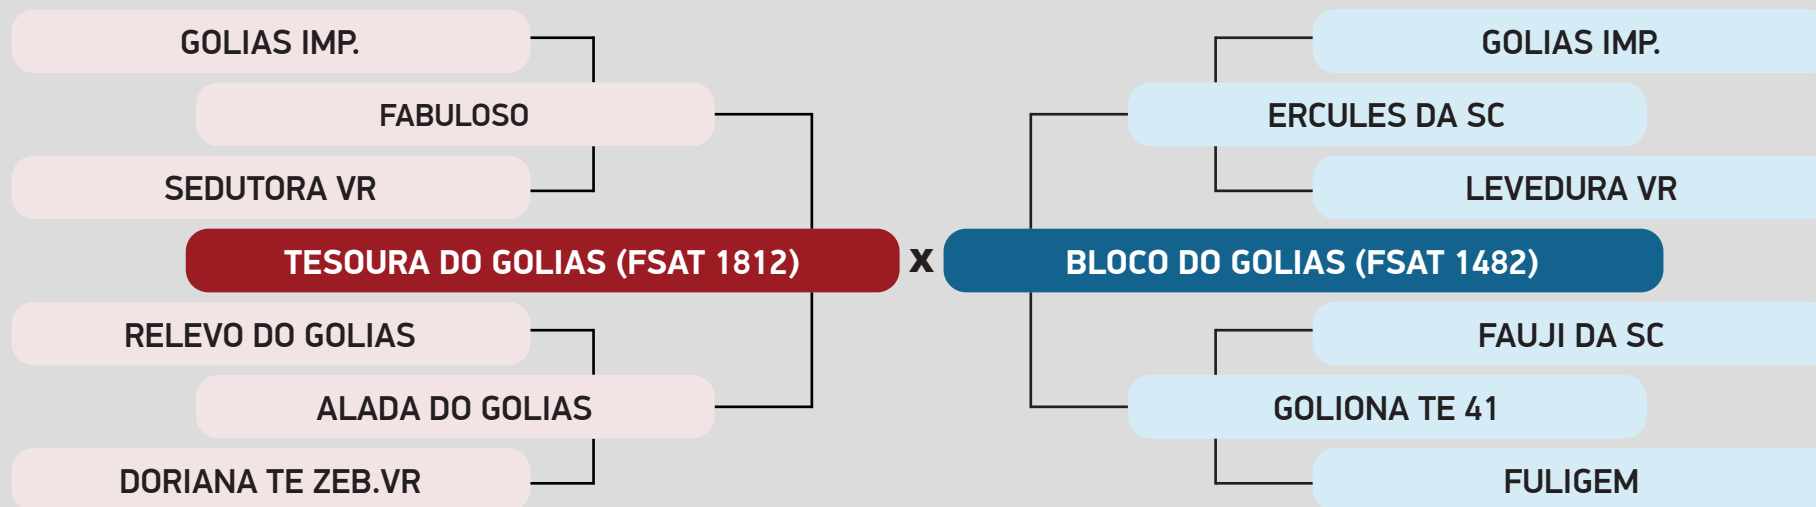 GOLIAS IMP.
GOLIAS IMP.
FABULOSO
ERCULES DA SC
SEDUTORA VR
LEVEDURA VR
TESOURA DO GOLIAS (FSAT 1812)
X
BLOCO DO GOLIAS (FSAT 1482)
RELEVO DO GOLIAS
FAUJI DA SC
ALADA DO GOLIAS
GOLIONA TE 41
DORIANA TE ZEB.VR
FULIGEM